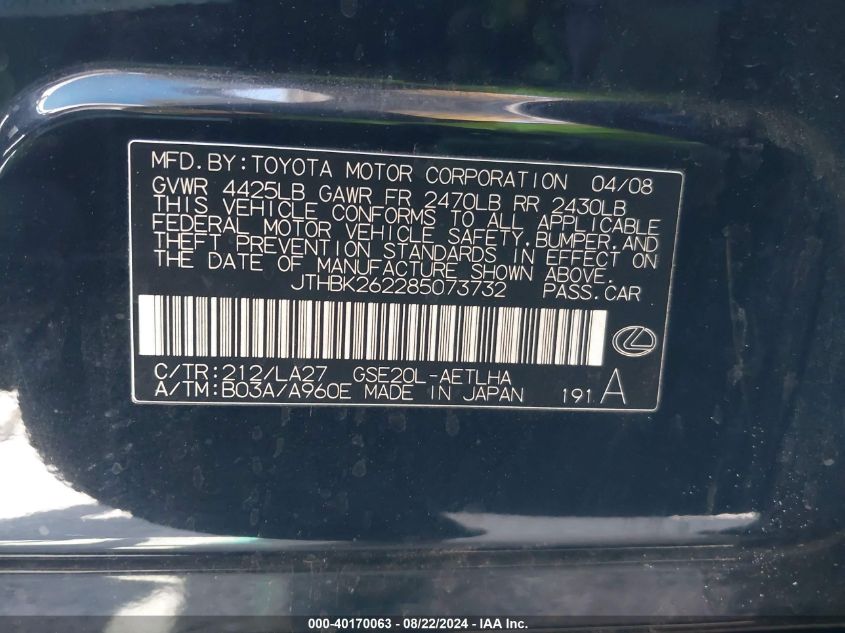 MFD.BY:TOYOTA MOTOR CORPORATION 04/08
GVWR 4425LB GAWR FR 2470LB RR 2430LB
THIS VEHICLE CONFORMS TO ALL APPLICABLE
FEDERAL MOTOR VEHICLE SAFETY,BUMPER,AND
THEFT PREVENTION STANDARDS IN EFFECT ON
THE DATE OF MANUFACTURE SHOWN ABOVE.
JTHBK262285073732 PASS.CAR
C/TR:212/LA27 GSE20L-AETLHA
A/TM:B03A/A960E MADE IN JAPAN 191 A
000-40170063 - 08/22/2024 - IAA Inc.